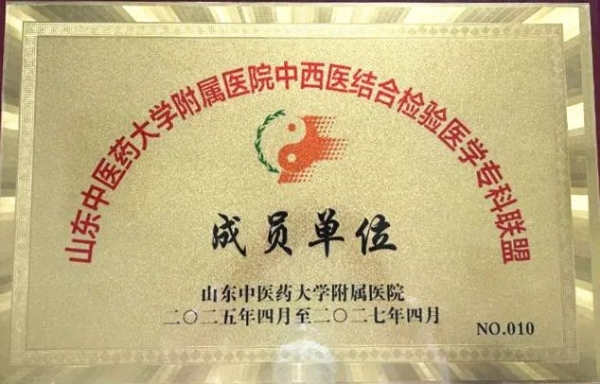 山东中医药大学附属医院中西医结合检验医学专科联盟
成员单位
山东中医药大学附属医院
二〇二五年四月至二〇二七年四月
NO.010